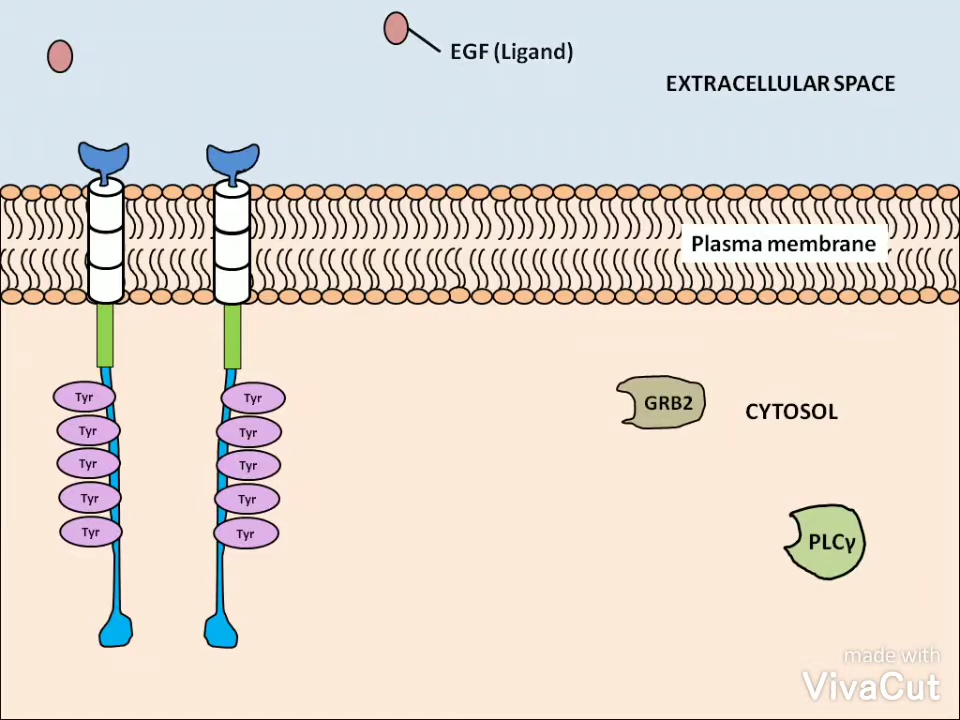 EGF (Ligand)
EXTRACELLULAR SPACE
Plasma membrane
Tyr
Tyr
Tyr
Tyr
Tyr
Tyr
Tyr
Tyr
Tyr
Tyr
GRB2
CYTOSOL
PLCγ
made with
VivaCut